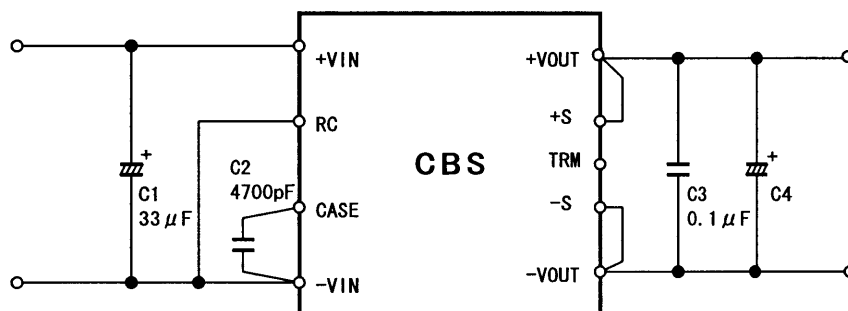 +VIN
RC
CASE
-VIN
CBS
+VOUT
+S
TRM
-S
-VOUT
+
C1
33μF
C2
4700pF
C3
0.1μF
+
C4